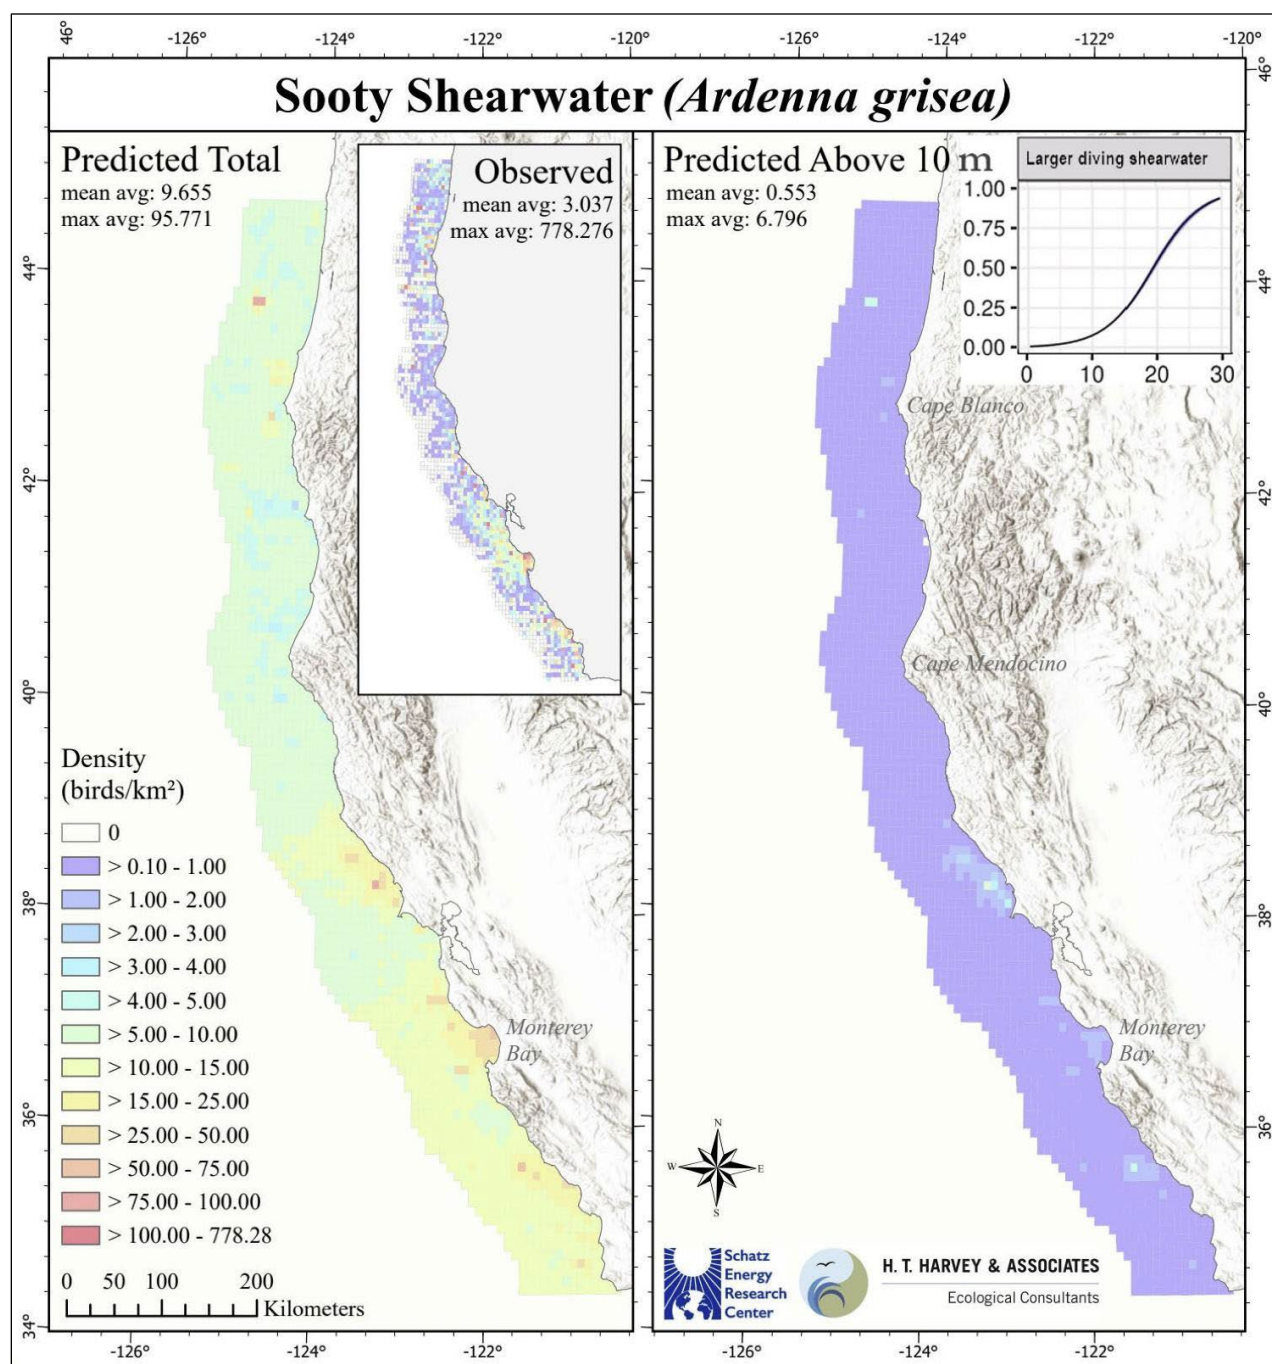 46°
-126°
-124°
-122°
-120°
-126°
-124°
-122°
-120°
46°
Sooty Shearwater (Ardenna grisea)
Predicted Total
mean avg: 9.655
max avg: 95.771
Observed
mean avg: 3.037
max avg: 778.276
Predicted Above 10 m
mean avg: 0.553
max avg: 6.796
Larger diving shearwater
1.00
0.75
0.50
0.25
0.00
0
10
20
30
44°
42°
40°
38°
36°
34°
44°
42°
40°
38°
36°
Cape Blanco
Cape Mendocino
Density
(birds/km²)
0
> 0.10 - 1.00
> 1.00 - 2.00
> 2.00 - 3.00
> 3.00 - 4.00
> 4.00 - 5.00
> 5.00 - 10.00
> 10.00 - 15.00
> 15.00 - 25.00
> 25.00 - 50.00
> 50.00 - 75.00
> 75.00 - 100.00
> 100.00 - 778.28
Monterey
Bay
Monterey
Bay
0 50 100 200
Kilometers
N
W
E
S
Schatz
Energy
Research
Center
H. T. HARVEY & ASSOCIATES
Ecological Consultants
-126°
-124°
-122°
-126°
-124°
-122°